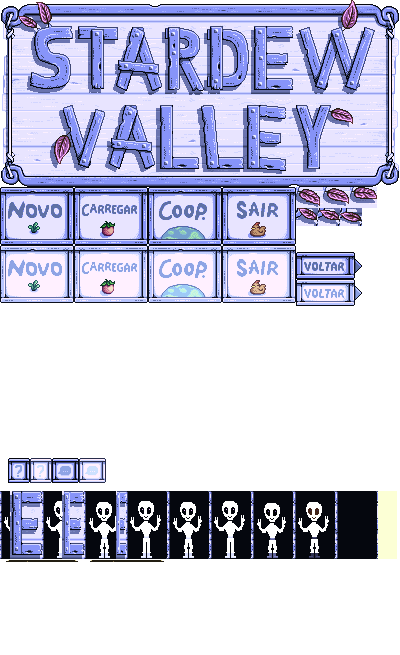 STARDEW
VALLEY
NOVO CARREGAR COOP. SAIR
NOVO CARREGAR COOP. SAIR
VOLTAR
VOLTAR
? ?
E E